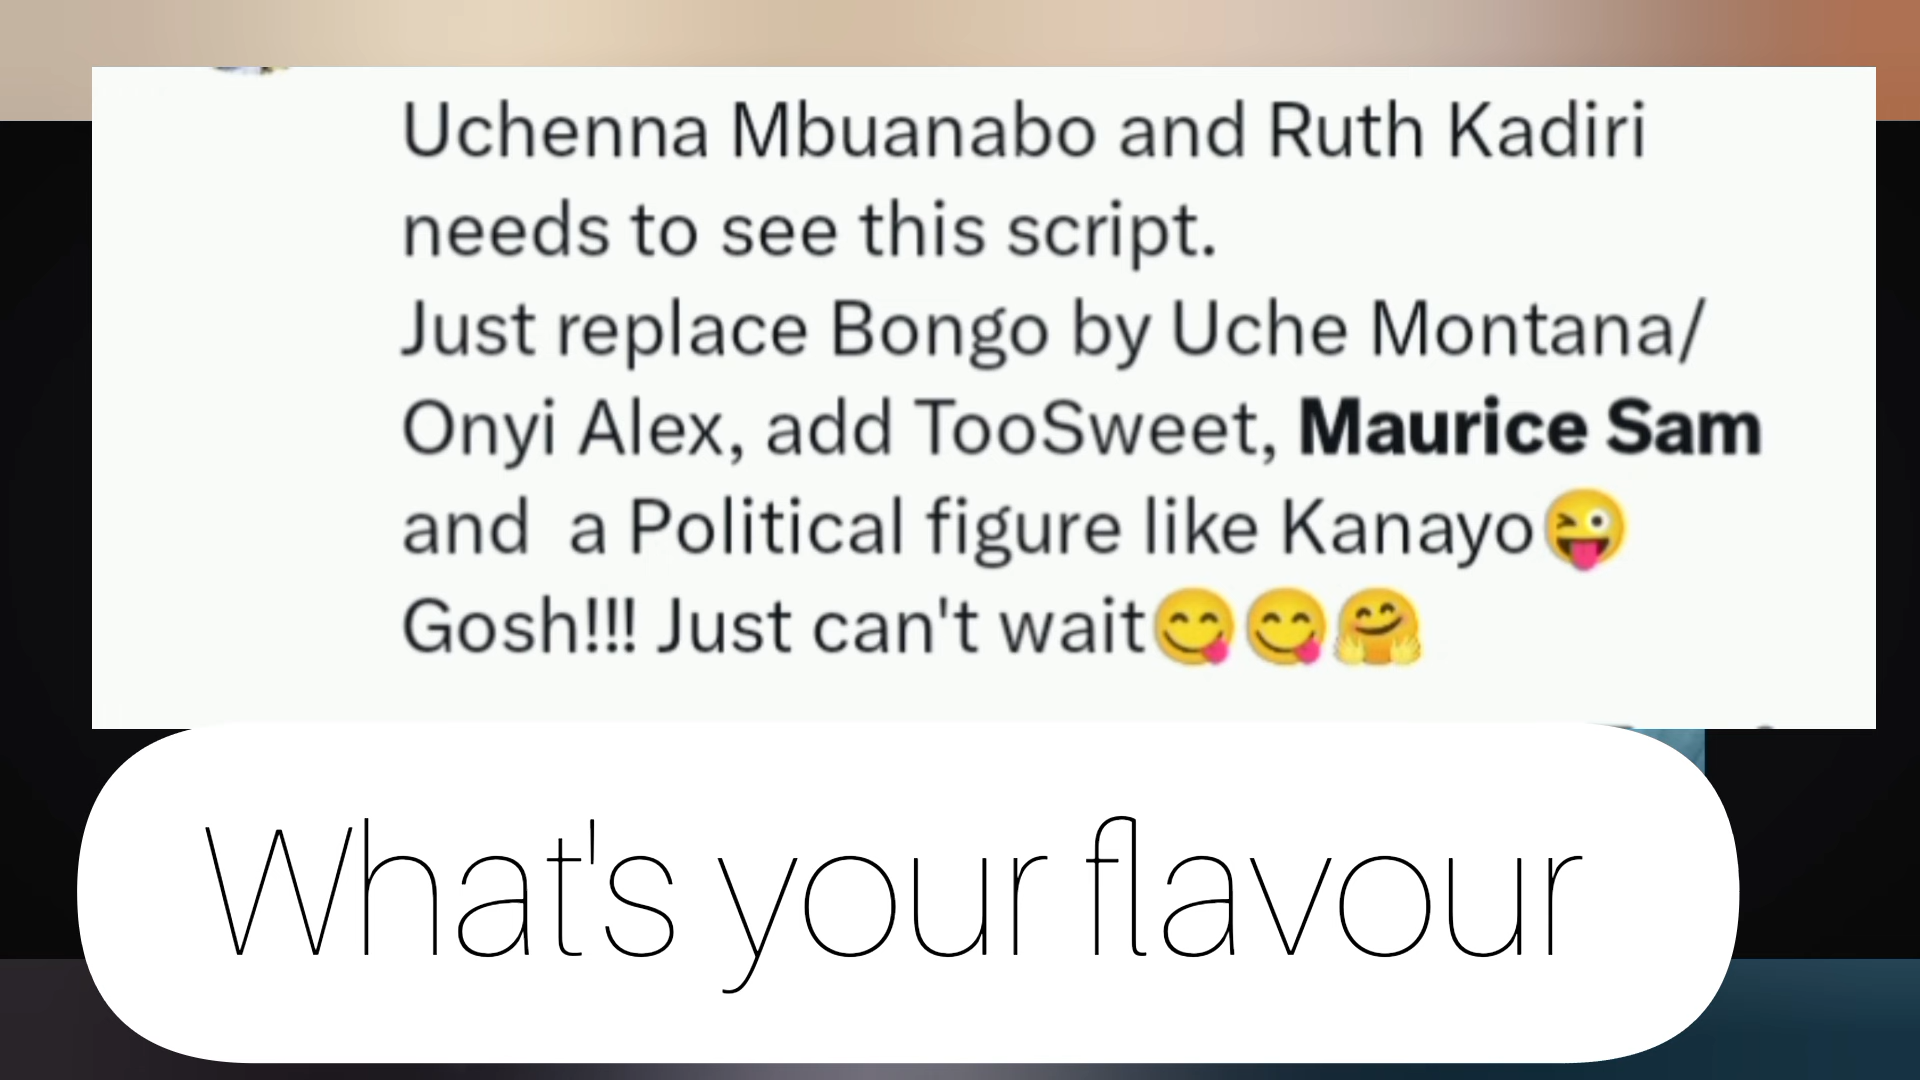 Uchenna Mbuanabo and Ruth Kadiri
needs to see this script.
Just replace Bongo by Uche Montana/
Onyi Alex, add TooSweet, Maurice Sam
and  a Political figure like Kanayo😜
Gosh!!! Just can't wait😋😋🤗
What's your flavour